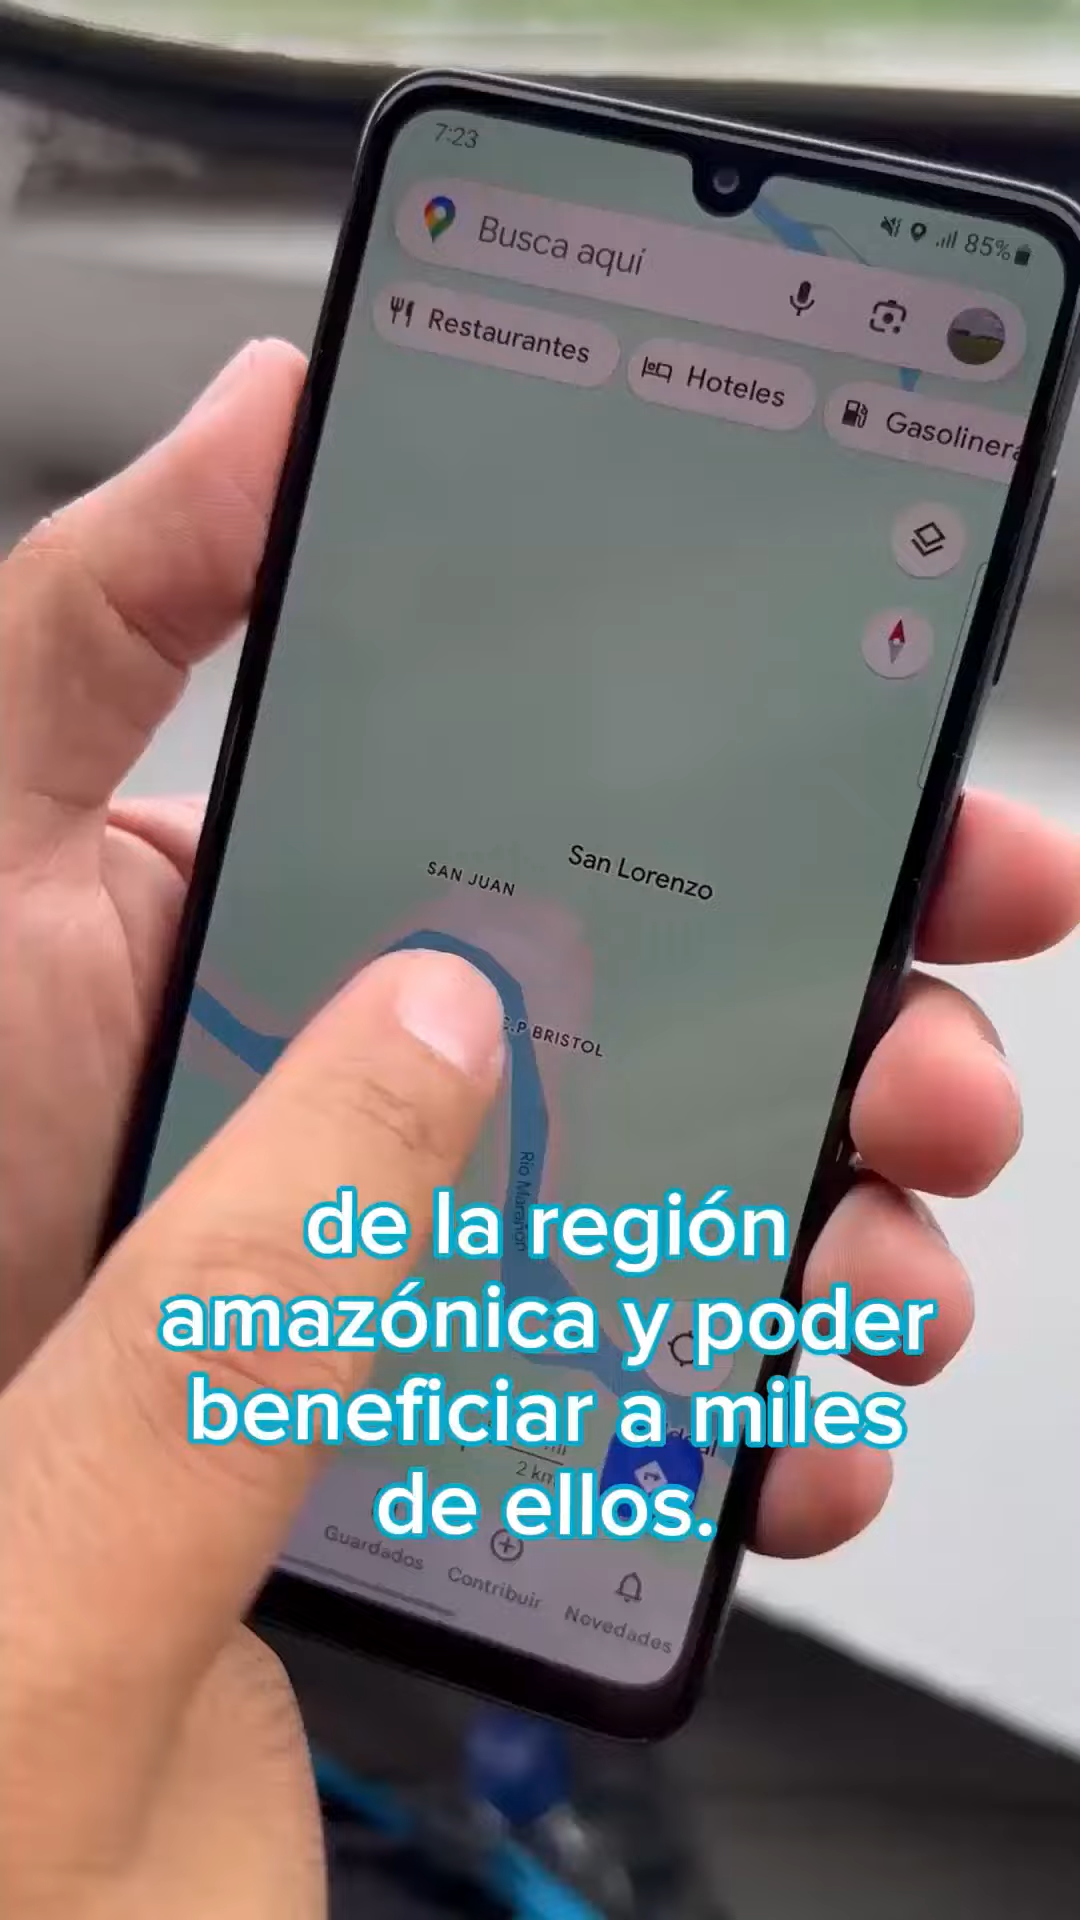 7:23
85%
Busca aquí
Restaurantes
Hoteles
Gasolinera
San Lorenzo
SAN JUAN
C.P BRISTOL
Río Marañón
de la región
amazónica y poder
beneficiar a miles
de ellos.
2 km
Guardados
Contribuir
Novedades